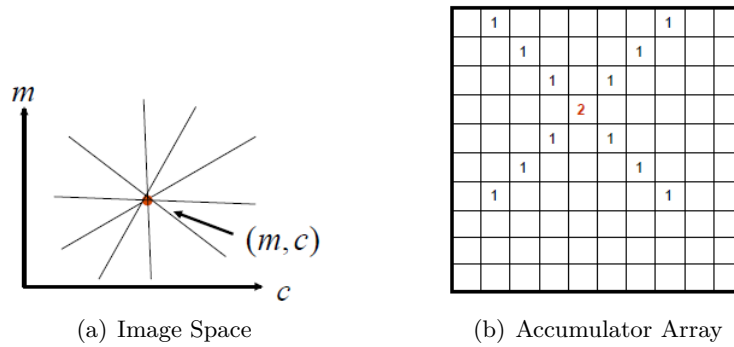 m
(m, c)
c
(a) Image Space
1 1
1 1
1 1
2
1 1
1 1
1 1
(b) Accumulator Array